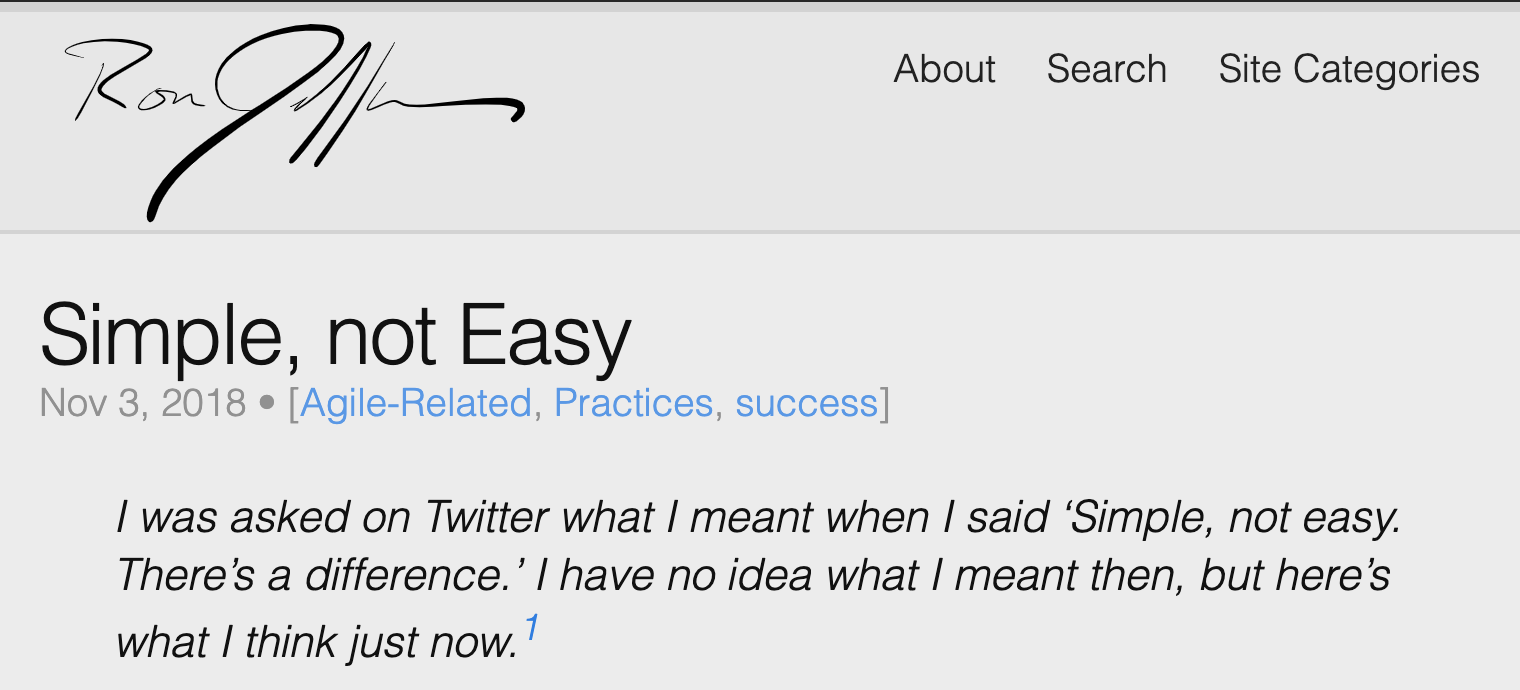 Ron Jeffries
About Search Site Categories
Simple, not Easy
Nov 3, 2018 • [Agile-Related, Practices, success]
I was asked on Twitter what I meant when I said ‘Simple, not easy.
There’s a difference.’ I have no idea what I meant then, but here’s
what I think just now.1